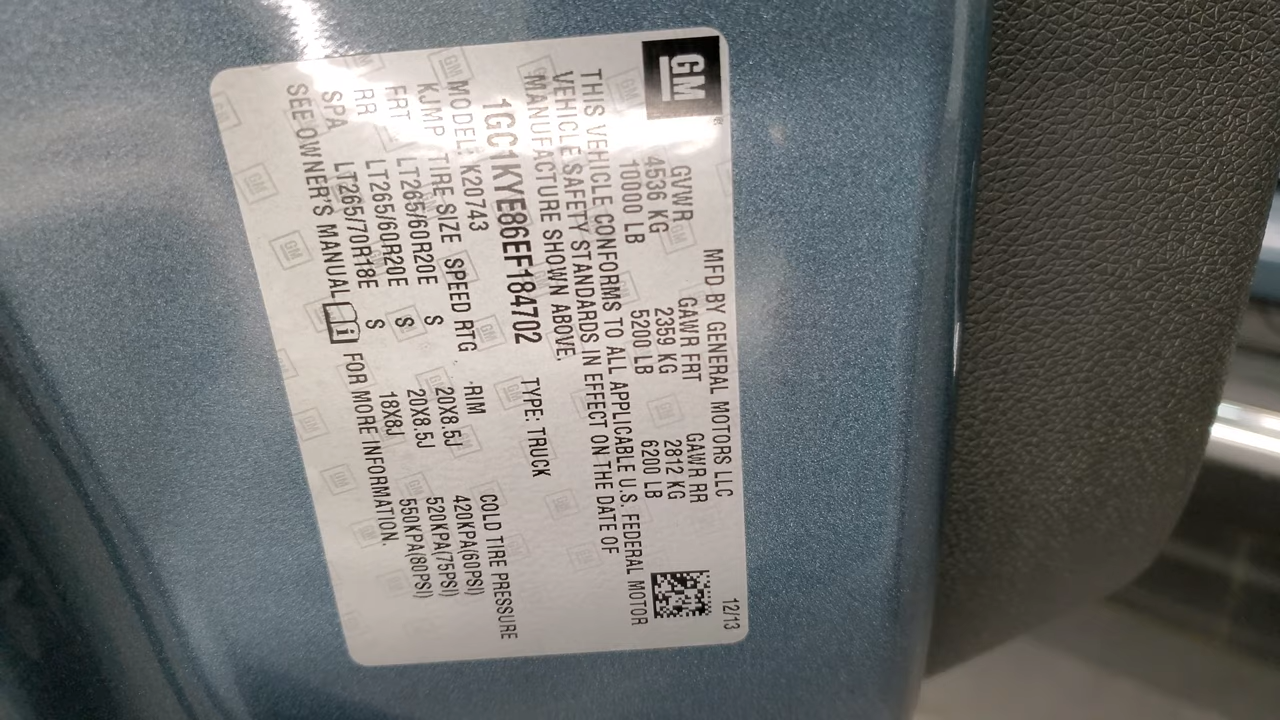 GM
MFD BY GENERAL MOTORS LLC 12/13
GVWR GAWR FRT GAWR RR
4536 KG 2359 KG 2812 KG
10000 LB 5200 LB 6200 LB
THIS VEHICLE CONFORMS TO ALL APPLICABLE U.S. FEDERAL MOTOR
VEHICLE SAFETY STANDARDS IN EFFECT ON THE DATE OF
MANUFACTURE SHOWN ABOVE.
1GC1KYE86EF184702 TYPE: TRUCK
MODEL: K20743
KJMP TIRE SIZE SPEED RTG RIM COLD TIRE PRESSURE
FRT LT265/60R20E S 20X8.5J 420KPA(60PSI)
RR LT265/60R20E S 20X8.5J 520KPA(75PSI)
SPA LT265/70R18E S 18X8J 550KPA(80PSI)
SEE OWNER'S MANUAL i FOR MORE INFORMATION.